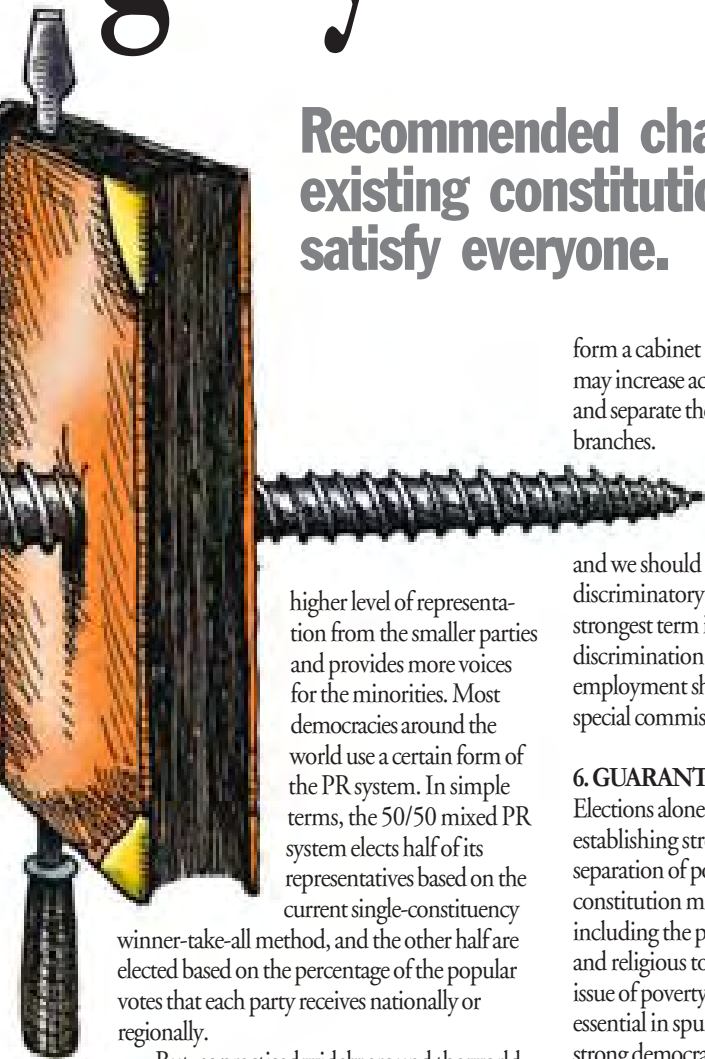 g y
Recommended cha
existing constitutio
satisfy everyone.
higher level of representa-
tion from the smaller parties
and provides more voices
for the minorities. Most
democracies around the
world use a certain form of
the PR system. In simple
terms, the 50/50 mixed PR
system elects half of its
representatives based on the
current single-constituency
winner-take-all method, and the other half are
elected based on the percentage of the popular
votes that each party receives nationally or
regionally.
practiced widely around the world
form a cabinet
may increase ac
and separate the
branches.
and we should
discriminatory
strongest term i
discrimination
employment sh
special commis
6. GUARANT
Elections alone
establishing stro
separation of po
constitution m
including the p
and religious to
issue of poverty
essential in spu
strong democra